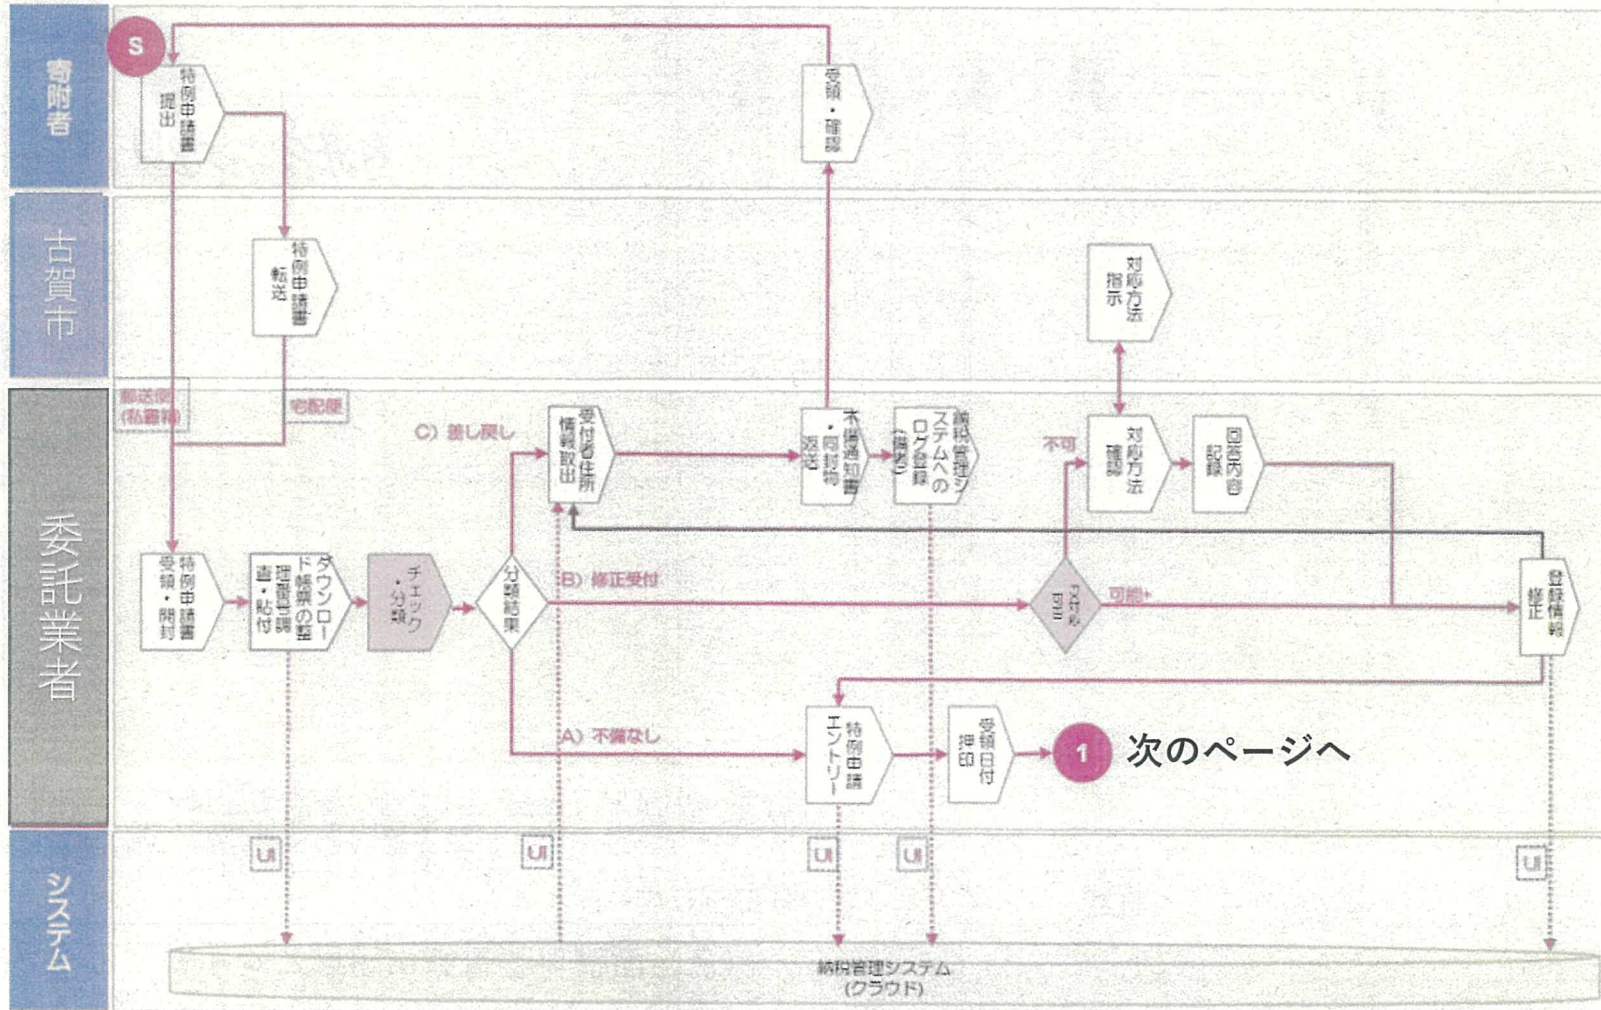 寄附者
S
特例申請書
提出
受領・確認
古賀市
特例申請書
転送
対応方法
指示
委託業者
郵送便
(私書箱)
宅配便
C）差し戻し
受付者住所
情報取出
不備通知書
・同封物
返送
納税管理シ
ステムへの
ログ登録
(備考)
不可
対応方法
確認
回答内容
記録
特例申請書
受領・開封
ダウンロー
ド帳票の整
理番号調
査・貼付
チェック
・分類
分類結果
B）修正受付
可能+
登録情報
修正
A）不備なし
特例申請
エントリー
受領日付
押印
1
次のページへ
システム
UI
UI
UI
UI
UI
納税管理システム
(クラウド)